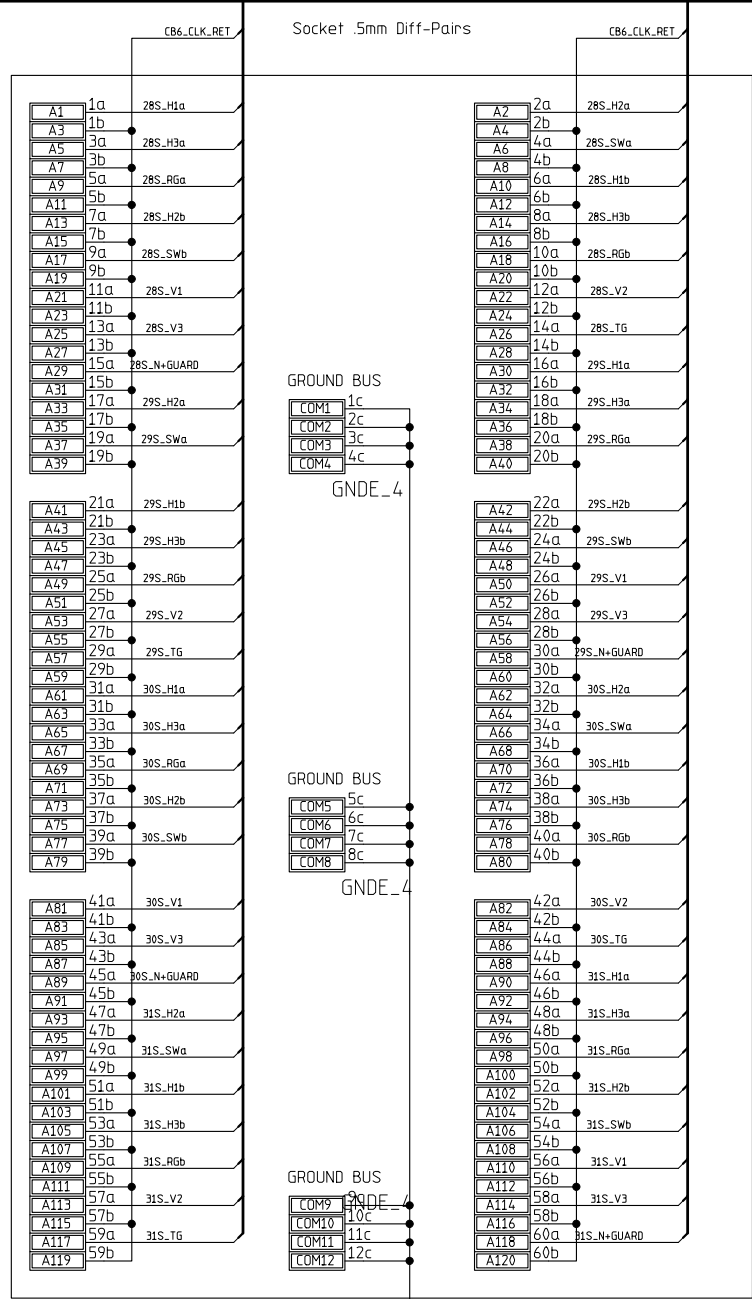 CB6_CLK_RET
Socket .5mm Diff-Pairs
CB6_CLK_RET
A1 1a 28S_H1a
A3 1b
A5 3a 28S_H3a
A7 3b
A9 5a 28S_RGa
A11 5b
A13 7a 28S_H2b
A15 7b
A17 9a 28S_SWb
A19 9b
A21 11a 28S_V1
A23 11b
A25 13a 28S_V3
A27 13b
A29 15a 28S_N+GUARD
A31 15b
A33 17a 29S_H2a
A35 17b
A37 19a 29S_SWa
A39 19b
A41 21a 29S_H1b
A43 21b
A45 23a 29S_H3b
A47 23b
A49 25a 29S_RGb
A51 25b
A53 27a 29S_V2
A55 27b
A57 29a 29S_TG
A59 29b
A61 31a 30S_H1a
A63 31b
A65 33a 30S_H3a
A67 33b
A69 35a 30S_RGa
A71 35b
A73 37a 30S_H2b
A75 37b
A77 39a 30S_SWb
A79 39b
A81 41a 30S_V1
A83 41b
A85 43a 30S_V3
A87 43b
A89 45a 30S_N+GUARD
A91 45b
A93 47a 31S_H2a
A95 47b
A97 49a 31S_SWa
A99 49b
A101 51a 31S_H1b
A103 51b
A105 53a 31S_H3b
A107 53b
A109 55a 31S_RGb
A111 55b
A113 57a 31S_V2
A115 57b
A117 59a 31S_TG
A119 59b
GROUND BUS
COM1 1c
COM2 2c
COM3 3c
COM4 4c
GNDE_4
GROUND BUS
COM5 5c
COM6 6c
COM7 7c
COM8 8c
GNDE_4
GROUND BUS
COM9 9c GNDE_4
COM10 10c
COM11 11c
COM12 12c
A2 2a 28S_H2a
A4 2b
A6 4a 28S_SWa
A8 4b
A10 6a 28S_H1b
A12 6b
A14 8a 28S_H3b
A16 8b
A18 10a 28S_RGb
A20 10b
A22 12a 28S_V2
A24 12b
A26 14a 28S_TG
A28 14b
A30 16a 29S_H1a
A32 16b
A34 18a 29S_H3a
A36 18b
A38 20a 29S_RGa
A40 20b
A42 22a 29S_H2b
A44 22b
A46 24a 29S_SWb
A48 24b
A50 26a 29S_V1
A52 26b
A54 28a 29S_V3
A56 28b
A58 30a 29S_N+GUARD
A60 30b
A62 32a 30S_H2a
A64 32b
A66 34a 30S_SWa
A68 34b
A70 36a 30S_H1b
A72 36b
A74 38a 30S_H3b
A76 38b
A78 40a 30S_RGb
A80 40b
A82 42a 30S_V2
A84 42b
A86 44a 30S_TG
A88 44b
A90 46a 31S_H1a
A92 46b
A94 48a 31S_H3a
A96 48b
A98 50a 31S_RGa
A100 50b
A102 52a 31S_H2b
A104 52b
A106 54a 31S_SWb
A108 54b
A110 56a 31S_V1
A112 56b
A114 58a 31S_V3
A116 58b
A118 60a 31S_N+GUARD
A120 60b